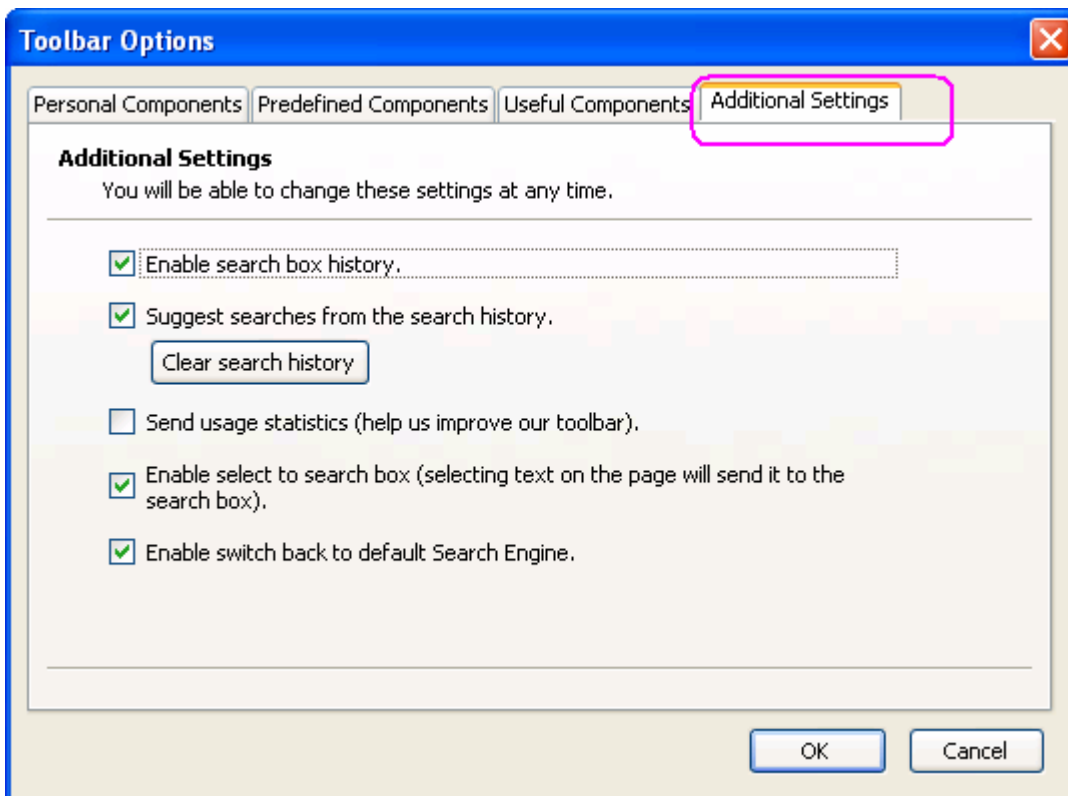 Toolbar Options
Personal Components
Predefined Components
Useful Components
Additional Settings
Additional Settings
You will be able to change these settings at any time.
Enable search box history.
Suggest searches from the search history.
Clear search history
Send usage statistics (help us improve our toolbar).
Enable select to search box (selecting text on the page will send it to the
search box).
Enable switch back to default Search Engine.
OK
Cancel